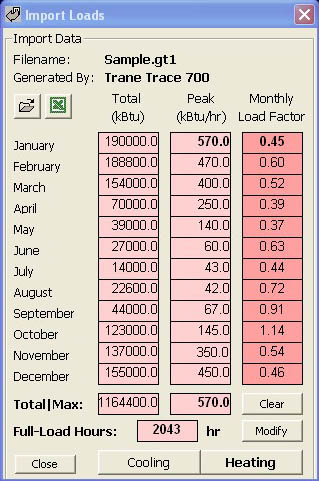 Import Loads
Import Data
Filename: Sample.gt1
Generated By: Trane Trace 700
Total (kBtu) Peak (kBtu/hr) Monthly Load Factor
January 190000.0 570.0 0.45
February 188800.0 470.0 0.60
March 154000.0 400.0 0.52
April 70000.0 250.0 0.39
May 39000.0 140.0 0.37
June 27000.0 60.0 0.63
July 14000.0 43.0 0.44
August 22600.0 42.0 0.72
September 44000.0 67.0 0.91
October 123000.0 145.0 1.14
November 137000.0 350.0 0.54
December 155000.0 450.0 0.46
Total|Max: 1164400.0 570.0 Clear
Full-Load Hours: 2043 hr Modify
Close Cooling Heating